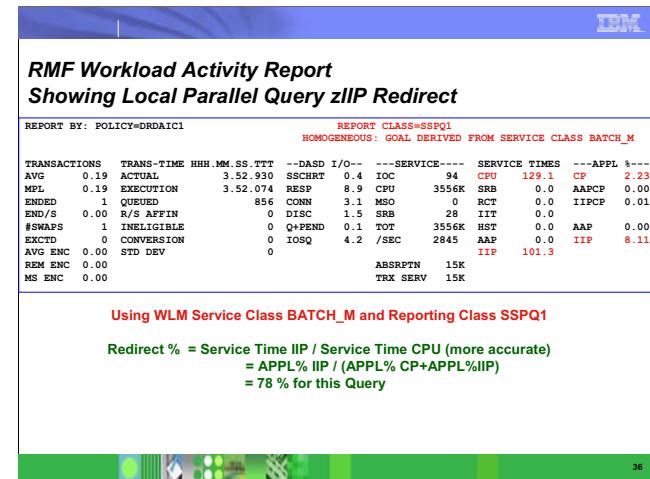 IBM
RMF Workload Activity Report
Showing Local Parallel Query zIIP Redirect
REPORT BY: POLICY=DRDAIC1 REPORT CLASS=SSPQ1
HOMOGENEOUS: GOAL DERIVED FROM SERVICE CLASS BATCH_M
TRANSACTIONS TRANS-TIME HHH.MM.SS.TTT --DASD I/O-- ---SERVICE---- SERVICE TIMES ---APPL %---
AVG 0.19 ACTUAL 3.52.930 SSCHRT 0.4 IOC 94 CPU 129.1 CP 2.23
MPL 0.19 EXECUTION 3.52.074 RESP 8.9 CPU 3556K SRB 0.0 AAPCP 0.00
ENDED 1 QUEUED 856 CONN 3.1 MSO 0 RCT 0.0 IIPCP 0.01
END/S 0.00 R/S AFFIN 0 DISC 1.5 SRB 28 IIT 0.0
#SWAPS 1 INELIGIBLE 0 Q+PEND 0.1 TOT 3556K HST 0.0 AAP 0.00
EXCTD 0 CONVERSION 0 IOSQ 4.2 /SEC 2845 AAP 0.0 IIP 8.11
AVG ENC 0.00 STD DEV 0 IIP 101.3
REM ENC 0.00 ABSRPTN 15K
MS ENC 0.00 TRX SERV 15K
Using WLM Service Class BATCH_M and Reporting Class SSPQ1
Redirect % = Service Time IIP / Service Time CPU (more accurate)
= APPL% IIP / (APPL% CP+APPL%IIP)
= 78 % for this Query
36